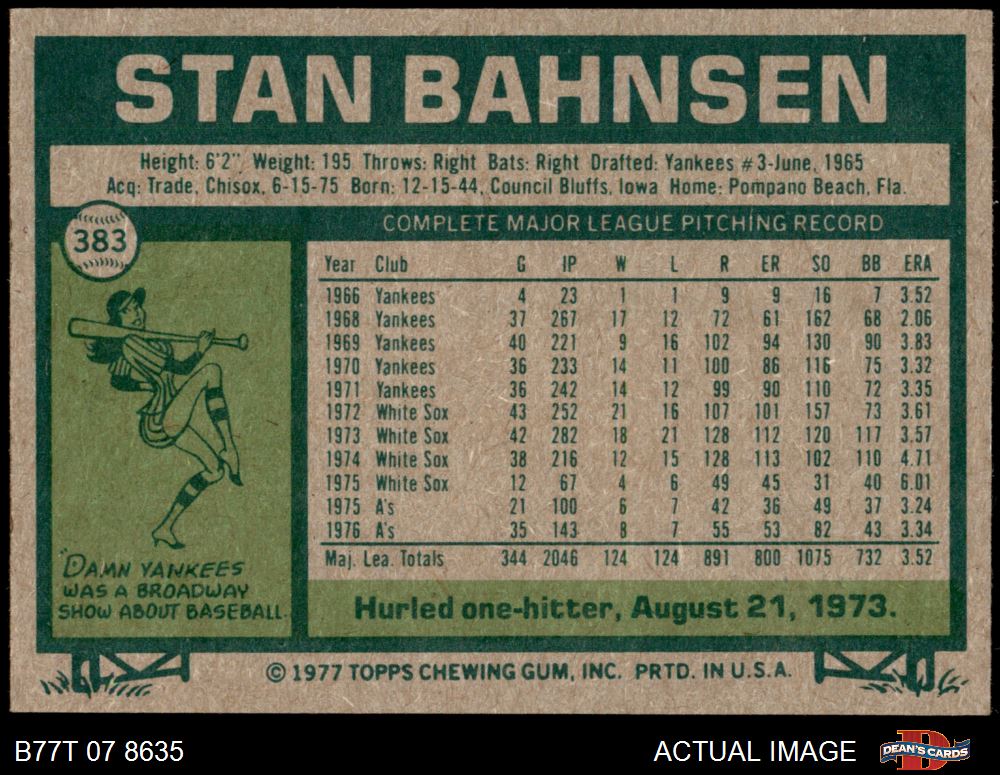 STAN BAHNSEN
Height: 6'2", Weight: 195 Throws: Right Bats: Right Drafted: Yankees #3-June, 1965
Acq: Trade, Chisox, 6-15-75 Born: 12-15-44, Council Bluffs, Iowa Home: Pompano Beach, Fla.
383
COMPLETE MAJOR LEAGUE PITCHING RECORD
Year Club G IP W L R ER SO BB ERA
1966 Yankees 4 23 1 1 9 9 16 7 3.52
1968 Yankees 37 267 17 12 72 61 162 68 2.06
1969 Yankees 40 221 9 16 102 94 130 90 3.83
1970 Yankees 36 233 14 11 100 86 116 75 3.32
1971 Yankees 36 242 14 12 99 90 110 72 3.35
1972 White Sox 43 252 21 16 107 101 157 73 3.61
1973 White Sox 42 282 18 21 128 112 120 117 3.57
1974 White Sox 38 216 12 15 128 113 102 110 4.71
1975 White Sox 12 67 4 6 49 45 31 40 6.01
1975 A's 21 100 6 7 42 36 49 37 3.24
1976 A's 35 143 8 7 55 53 82 43 3.34
Maj. Lea. Totals 344 2046 124 124 891 800 1075 732 3.52
"DAMN YANKEES
WAS A BROADWAY
SHOW ABOUT BASEBALL.
Hurled one-hitter, August 21, 1973.
© 1977 TOPPS CHEWING GUM, INC. PRTD. IN U.S.A.
B77T 07 8635
ACTUAL IMAGE
D
DEAN'S CARDS